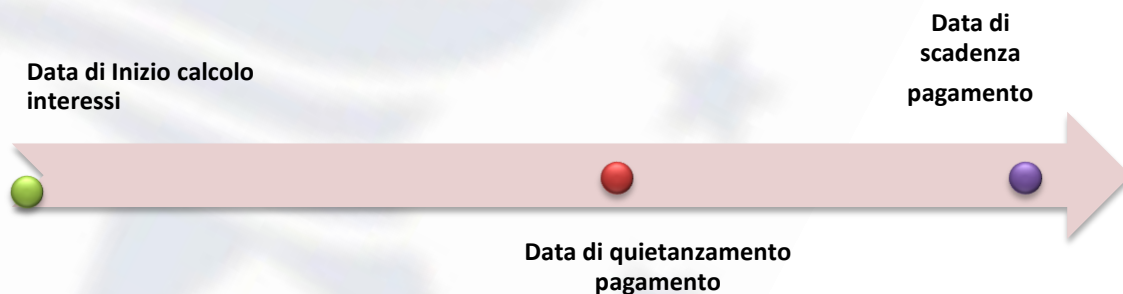 Data di Inizio calcolo
interessi
Data di
scadenza
pagamento
Data di quietanzamento
pagamento